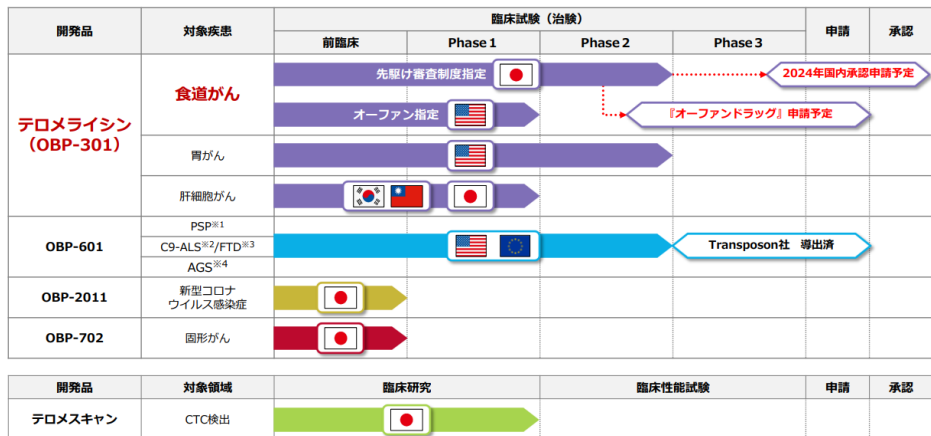 開発品
対象疾患
臨床試験（治験）
申請
承認
前臨床
Phase 1
Phase 2
Phase 3
テロメライシン
（OBP-301）
食道がん
先駆け審査制度指定
2024年国内承認申請予定
オーファン指定
『オーファンドラッグ』申請予定
胃がん
肝細胞がん
OBP-601
PSP※1
C9-ALS※2/FTD※3
AGS※4
Transposon社　導出済
OBP-2011
新型コロナ
ウイルス感染症
OBP-702
固形がん
開発品
対象領域
臨床研究
臨床性能試験
申請
承認
テロメスキャン
CTC検出